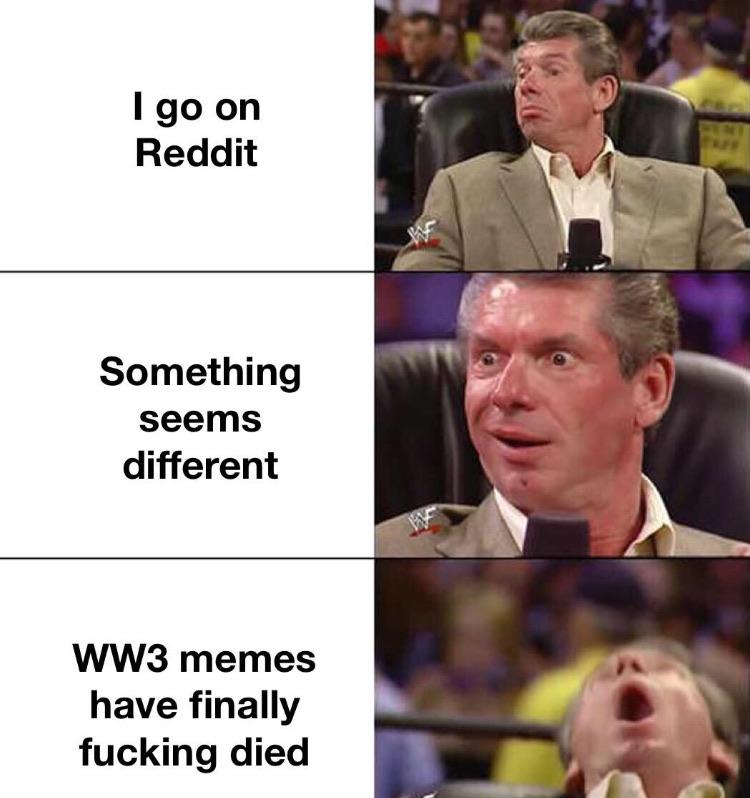 I go on
Reddit
Something
seems
different
WW3 memes
have finally
fucking died